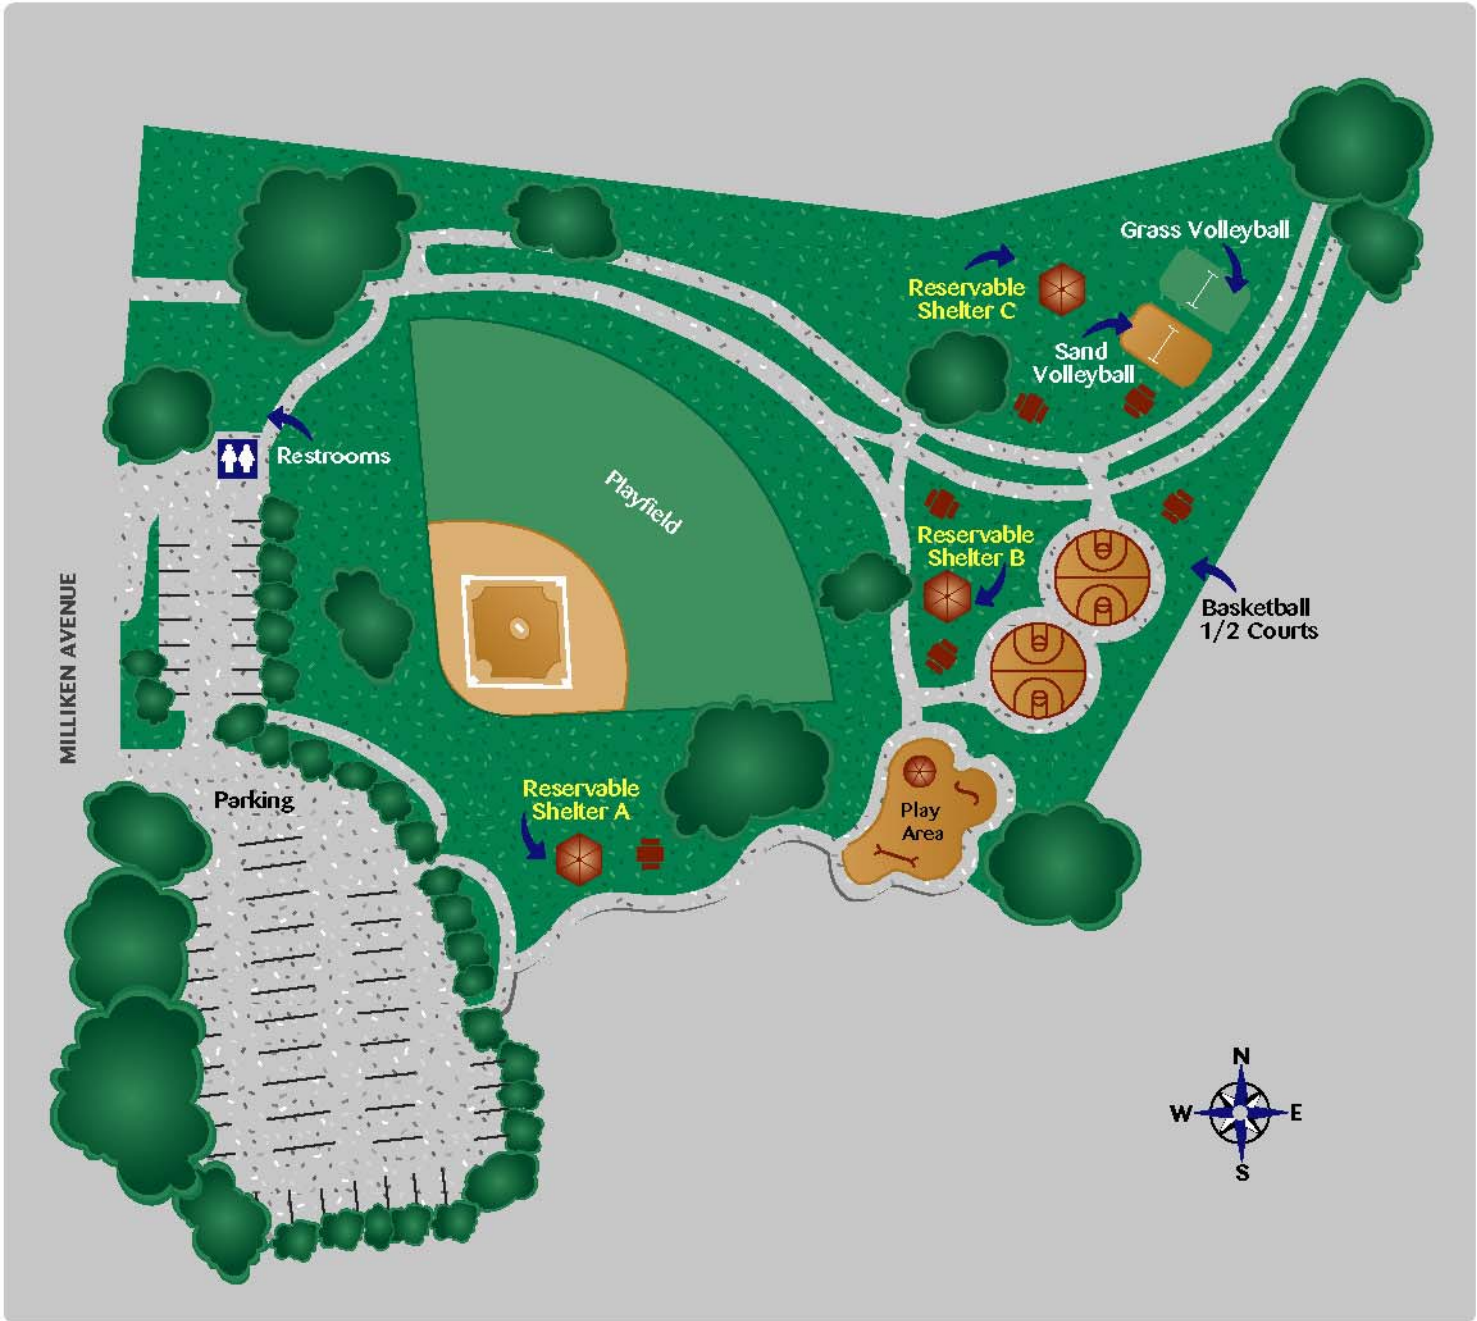 Grass Volleyball
Reservable
Shelter C
Sand
Volleyball
Restrooms
Playfield
Reservable
Shelter B
Basketball
1/2 Courts
MILLIKEN AVENUE
Parking
Reservable
Shelter A
Play
Area
N
W
E
S